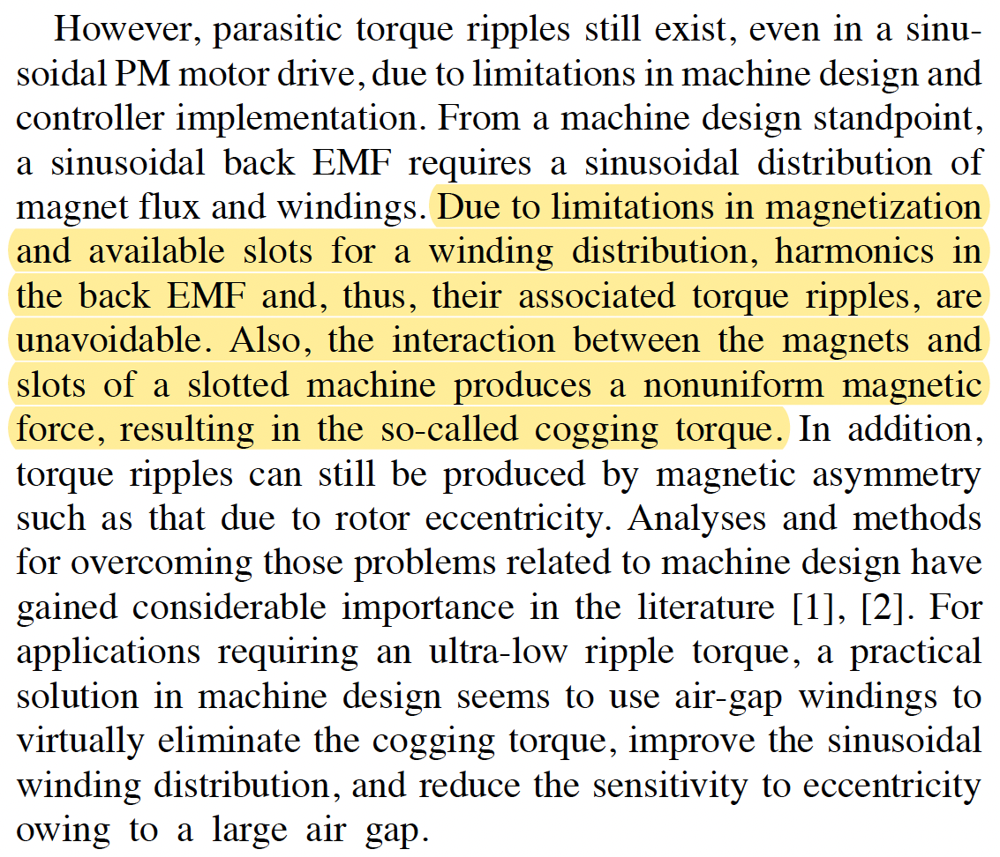 However, parasitic torque ripples still exist, even in a sinu-
soidal PM motor drive, due to limitations in machine design and
controller implementation. From a machine design standpoint,
a sinusoidal back EMF requires a sinusoidal distribution of
magnet flux and windings. Due to limitations in magnetization
and available slots for a winding distribution, harmonics in
the back EMF and, thus, their associated torque ripples, are
unavoidable. Also, the interaction between the magnets and
slots of a slotted machine produces a nonuniform magnetic
force, resulting in the so-called cogging torque. In addition,
torque ripples can still be produced by magnetic asymmetry
such as that due to rotor eccentricity. Analyses and methods
for overcoming those problems related to machine design have
gained considerable importance in the literature [1], [2]. For
applications requiring an ultra-low ripple torque, a practical
solution in machine design seems to use air-gap windings to
virtually eliminate the cogging torque, improve the sinusoidal
winding distribution, and reduce the sensitivity to eccentricity
owing to a large air gap.